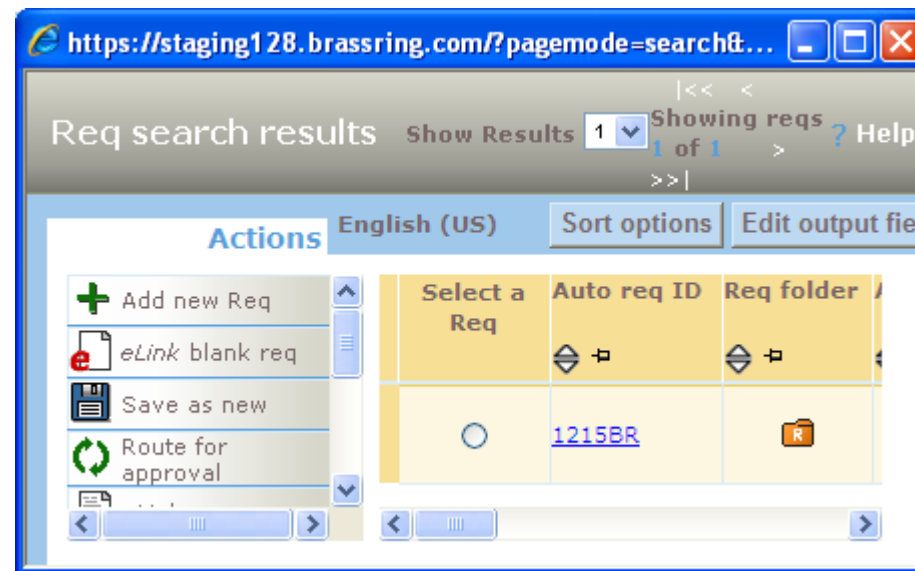 https://staging128.brassring.com/?pagemode=search&...
|<< <
Req search results Show Results 1 Showing reqs ? Help
1 of 1 >
>>|
Actions English (US) Sort options Edit output fie
Add new Req
eLink blank req
Save as new
Route for
approval
Select a
Req
Auto req ID
Req folder
1215BR
R